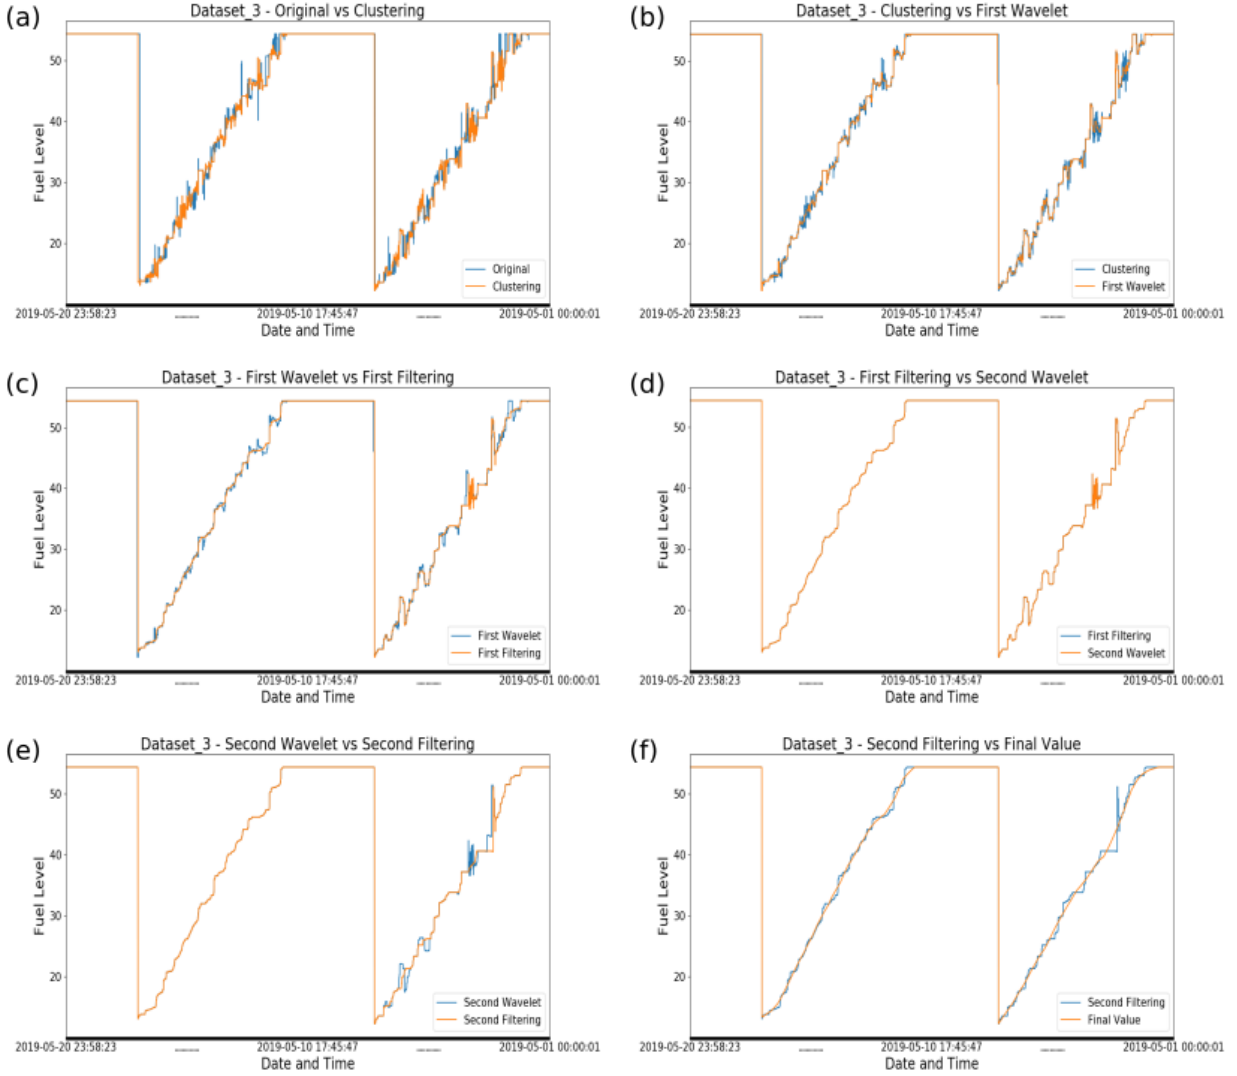 (a)
Dataset_3 - Original vs Clustering
50
40
30
20
Fuel Level
Original
Clustering
2019-05-20 23:58:23
2019-05-10 17:45:47
2019-05-01 00:00:01
Date and Time
(b)
Dataset_3 - Clustering vs First Wavelet
50
40
30
20
Fuel Level
Clustering
First Wavelet
2019-05-20 23:58:23
2019-05-10 17:45:47
2019-05-01 00:00:01
Date and Time
(c)
Dataset_3 - First Wavelet vs First Filtering
50
40
30
20
Fuel Level
First Wavelet
First Filtering
2019-05-20 23:58:23
2019-05-10 17:45:47
2019-05-01 00:00:01
Date and Time
(d)
Dataset_3 - First Filtering vs Second Wavelet
50
40
30
20
Fuel Level
First Filtering
Second Wavelet
2019-05-20 23:58:23
2019-05-10 17:45:47
2019-05-01 00:00:01
Date and Time
(e)
Dataset_3 - Second Wavelet vs Second Filtering
50
40
30
20
Fuel Level
Second Wavelet
Second Filtering
2019-05-20 23:58:23
2019-05-10 17:45:47
2019-05-01 00:00:01
Date and Time
(f)
Dataset_3 - Second Filtering vs Final Value
50
40
30
20
Fuel Level
Second Filtering
Final Value
2019-05-20 23:58:23
2019-05-10 17:45:47
2019-05-01 00:00:01
Date and Time